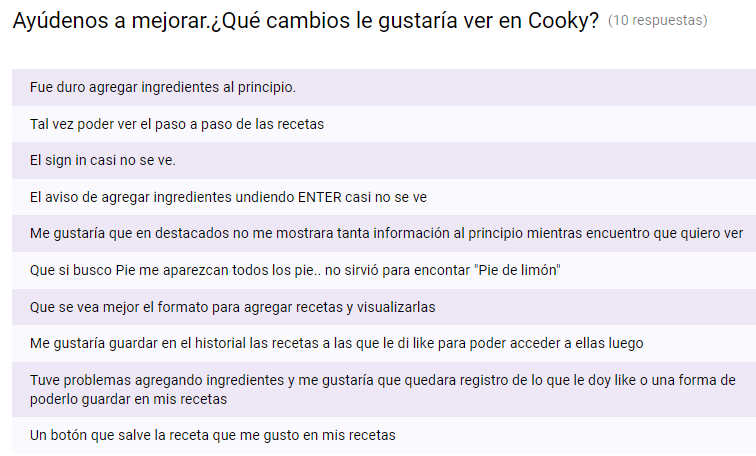 Ayúdenos a mejorar.¿Qué cambios le gustaría ver en Cooky? (10 respuestas)
Fue duro agregar ingredientes al principio.
Tal vez poder ver el paso a paso de las recetas
El sign in casi no se ve.
El aviso de agregar ingredientes undiendo ENTER casi no se ve
Me gustaría que en destacados no me mostrara tanta información al principio mientras encuentro que quiero ver
Que si busco Pie me aparezcan todos los pie.. no sirvió para encontar "Pie de limón"
Que se vea mejor el formato para agregar recetas y visualizarlas
Me gustaría guardar en el historial las recetas a las que le di like para poder acceder a ellas luego
Tuve problemas agregando ingredientes y me gustaría que quedara registro de lo que le doy like o una forma de
poderlo guardar en mis recetas
Un botón que salve la receta que me gusto en mis recetas